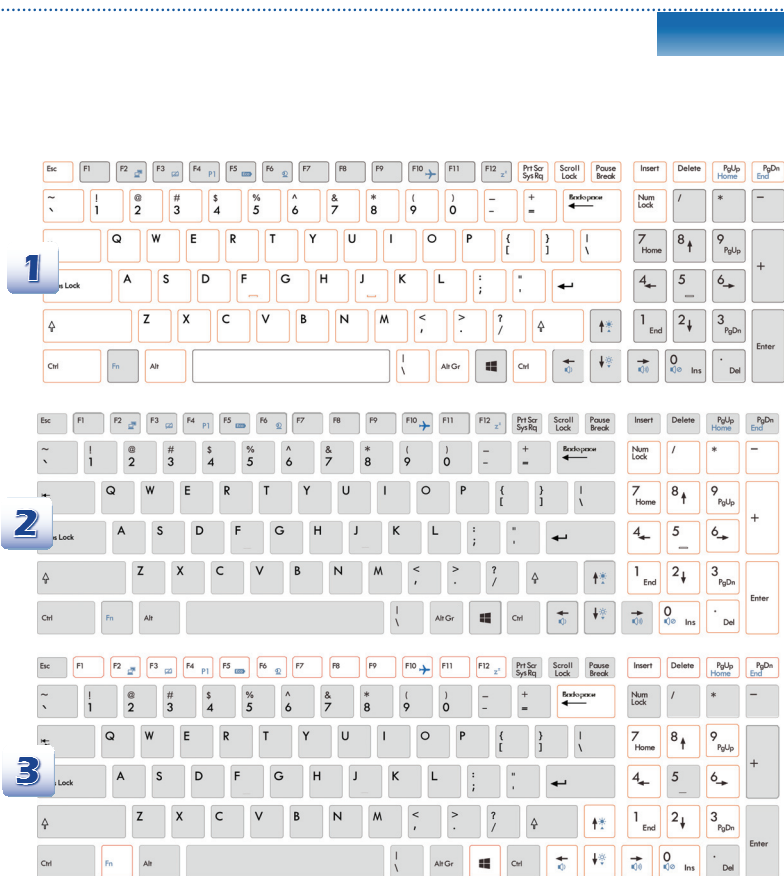 Esc F1 F2 F3 F4 P1 F5 F6 F7 F8 F9 F10 F11 F12 zᶻ Prt Scr Sys Rq Scroll Lock Pause Break Insert Delete PgUp Home PgDn End
~ ` ! 1 @ 2 # 3 $ 4 % 5 ^ 6 & 7 * 8 ( 9 ) 0 _ - + = Backspace Num Lock / * −
Q W E R T Y U I O P { [ } ] | \ 7 Home 8 9 PgUp +
1
Lock A S D F G H J K L : ; " ' 4 5 _ 6
Z X C V B N M < , > . ? / 1 End 2 3 PgDn Enter
Ctrl Fn Alt | \ Alt Gr Ctrl 0 Ins . Del
Esc F1 F2 F3 F4 P1 F5 F6 F7 F8 F9 F10 F11 F12 zᶻ Prt Scr Sys Rq Scroll Lock Pause Break Insert Delete PgUp Home PgDn End
~ ` ! 1 @ 2 # 3 $ 4 % 5 ^ 6 & 7 * 8 ( 9 ) 0 _ - + = Backspace Num Lock / * −
Q W E R T Y U I O P { [ } ] | \ 7 Home 8 9 PgUp +
2
Lock A S D F G H J K L : ; " ' 4 5 _ 6
Z X C V B N M < , > . ? / 1 End 2 3 PgDn Enter
Ctrl Fn Alt | \ Alt Gr Ctrl 0 Ins . Del
Esc F1 F2 F3 F4 P1 F5 F6 F7 F8 F9 F10 F11 F12 zᶻ Prt Scr Sys Rq Scroll Lock Pause Break Insert Delete PgUp Home PgDn End
~ ` ! 1 @ 2 # 3 $ 4 % 5 ^ 6 & 7 * 8 ( 9 ) 0 _ - + = Backspace Num Lock / * −
Q W E R T Y U I O P { [ } ] | \ 7 Home 8 9 PgUp +
3
Lock A S D F G H J K L : ; " ' 4 5 _ 6
Z X C V B N M < , > . ? / 1 End 2 3 PgDn Enter
Ctrl Fn Alt | \ Alt Gr Ctrl 0 Ins . Del